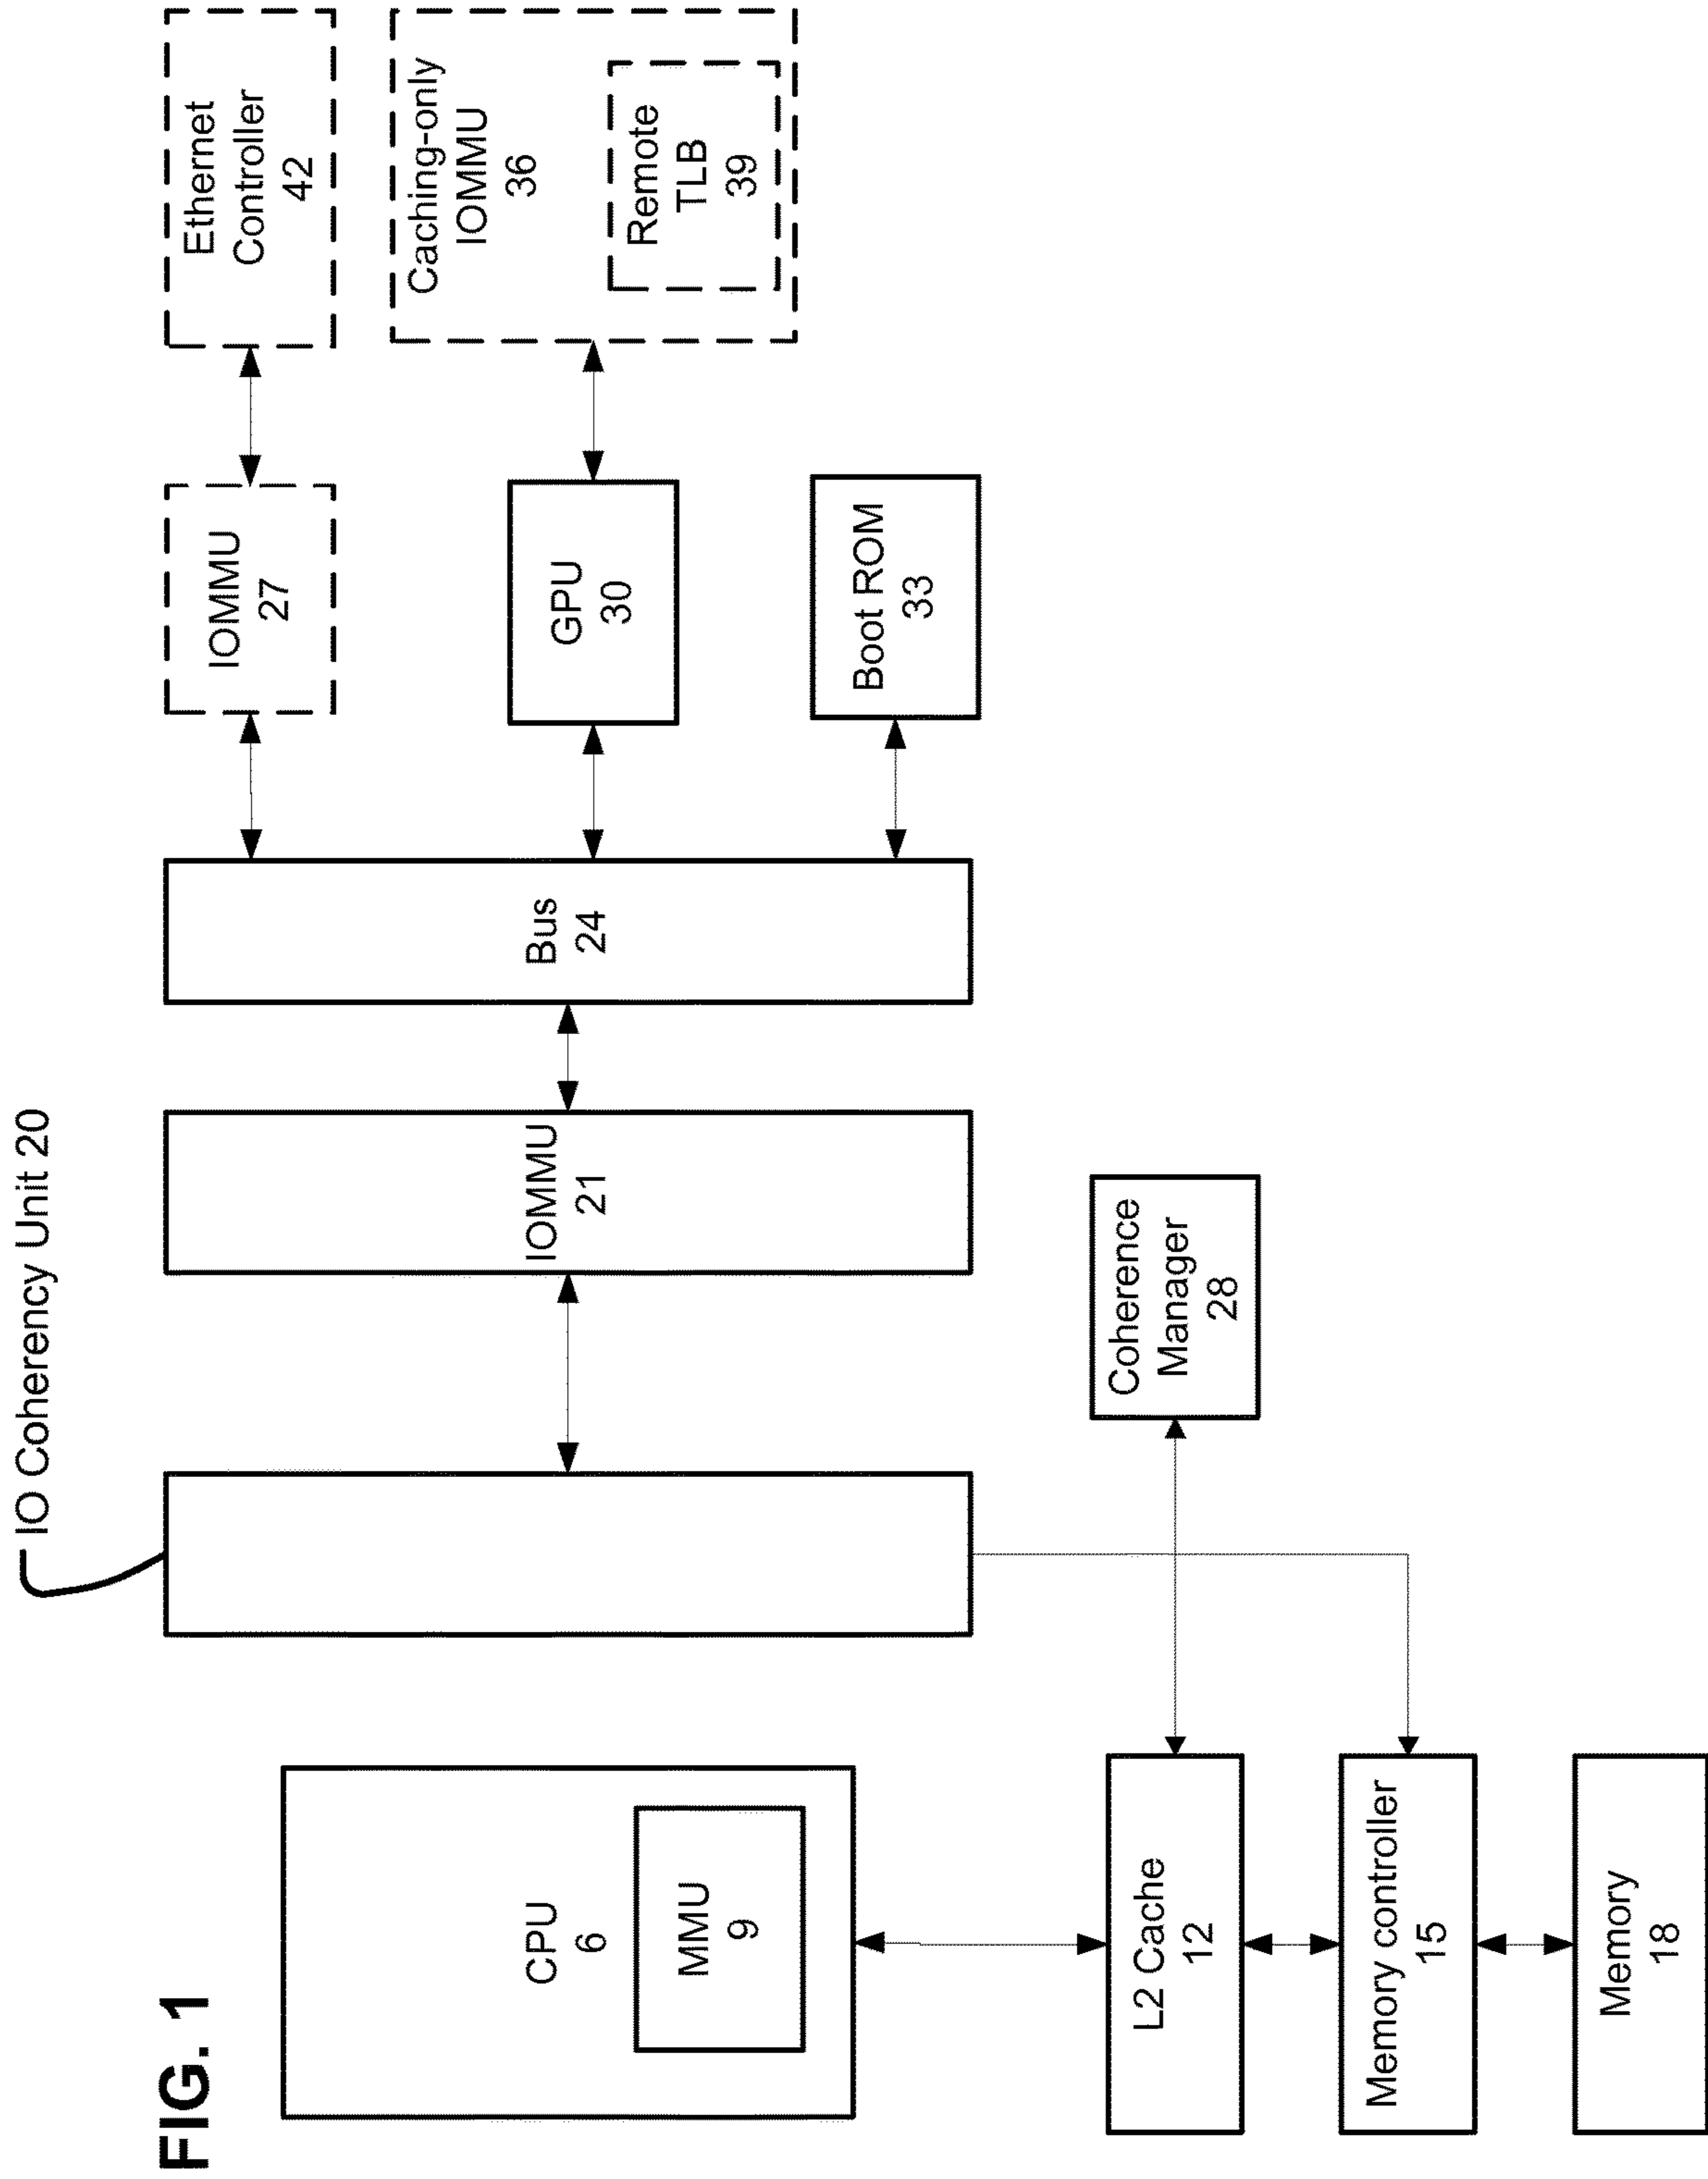 FIG. 1
IO Coherency Unit 20
CPU
6
MMU
9
L2 Cache
12
Memory controller
15
Memory
18
Coherence
Manager
28
IOMMU
21
Bus
24
IOMMU
27
GPU
30
Boot ROM
33
Ethernet
Controller
42
Caching-only
IOMMU
36
Remote
TLB
39